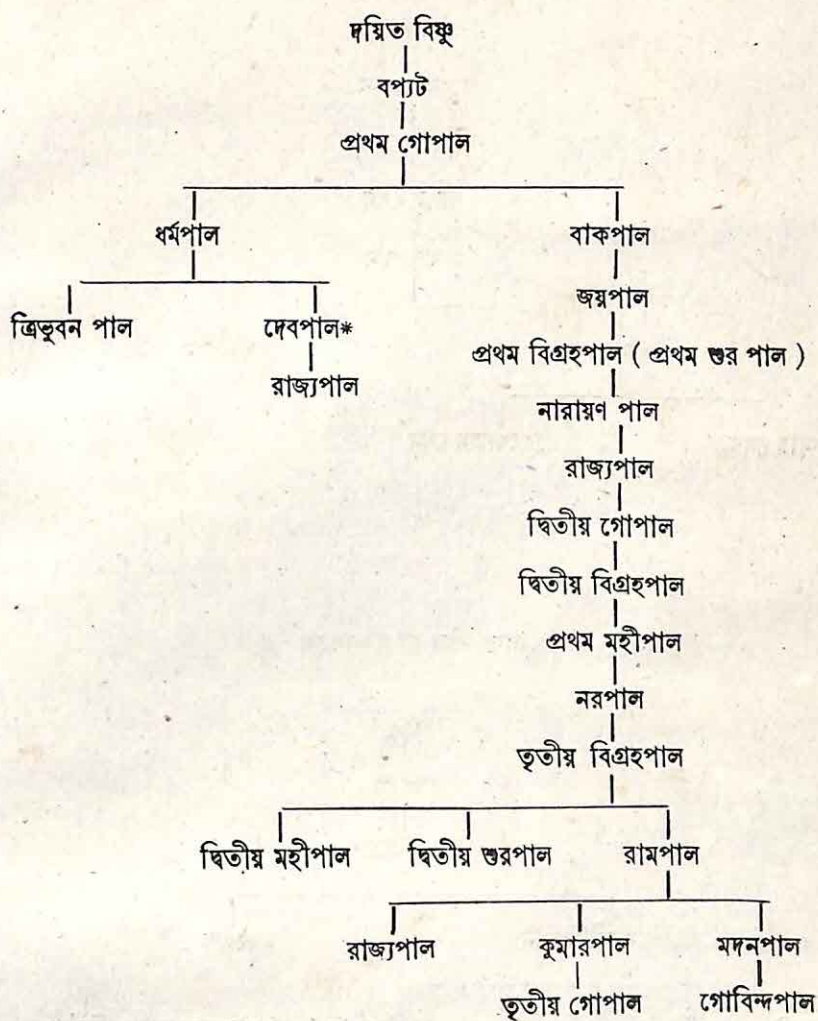 দয়িত বিষ্ণু
বপ্যট
প্রথম গোপাল
ধর্মপাল বাকপাল
জয়পাল
ত্রিভুবন পাল দেবপাল*
প্রথম বিগ্রহপাল ( প্রথম শুর পাল )
রাজ্যপাল
নারায়ণ পাল
রাজ্যপাল
দ্বিতীয় গোপাল
দ্বিতীয় বিগ্রহপাল
প্রথম মহীপাল
নরপাল
তৃতীয় বিগ্রহপাল
দ্বিতীয় মহীপাল দ্বিতীয় শুরপাল রামপাল
রাজ্যপাল কুমারপাল মদনপাল
তৃতীয় গোপাল গোবিন্দপাল